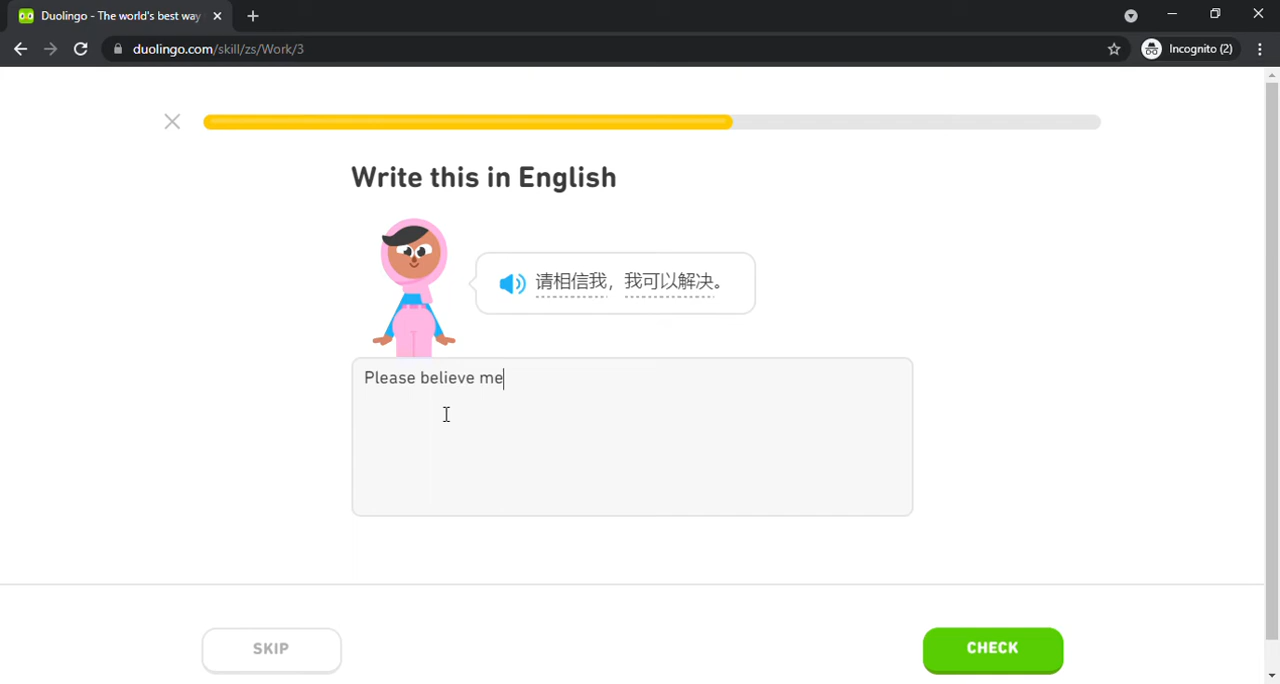 Duolingo - The world's best way
duolingo.com/skill/zs/Work/3
Incognito (2)
Write this in English
请相信我，我可以解决。
Please believe me
SKIP
CHECK